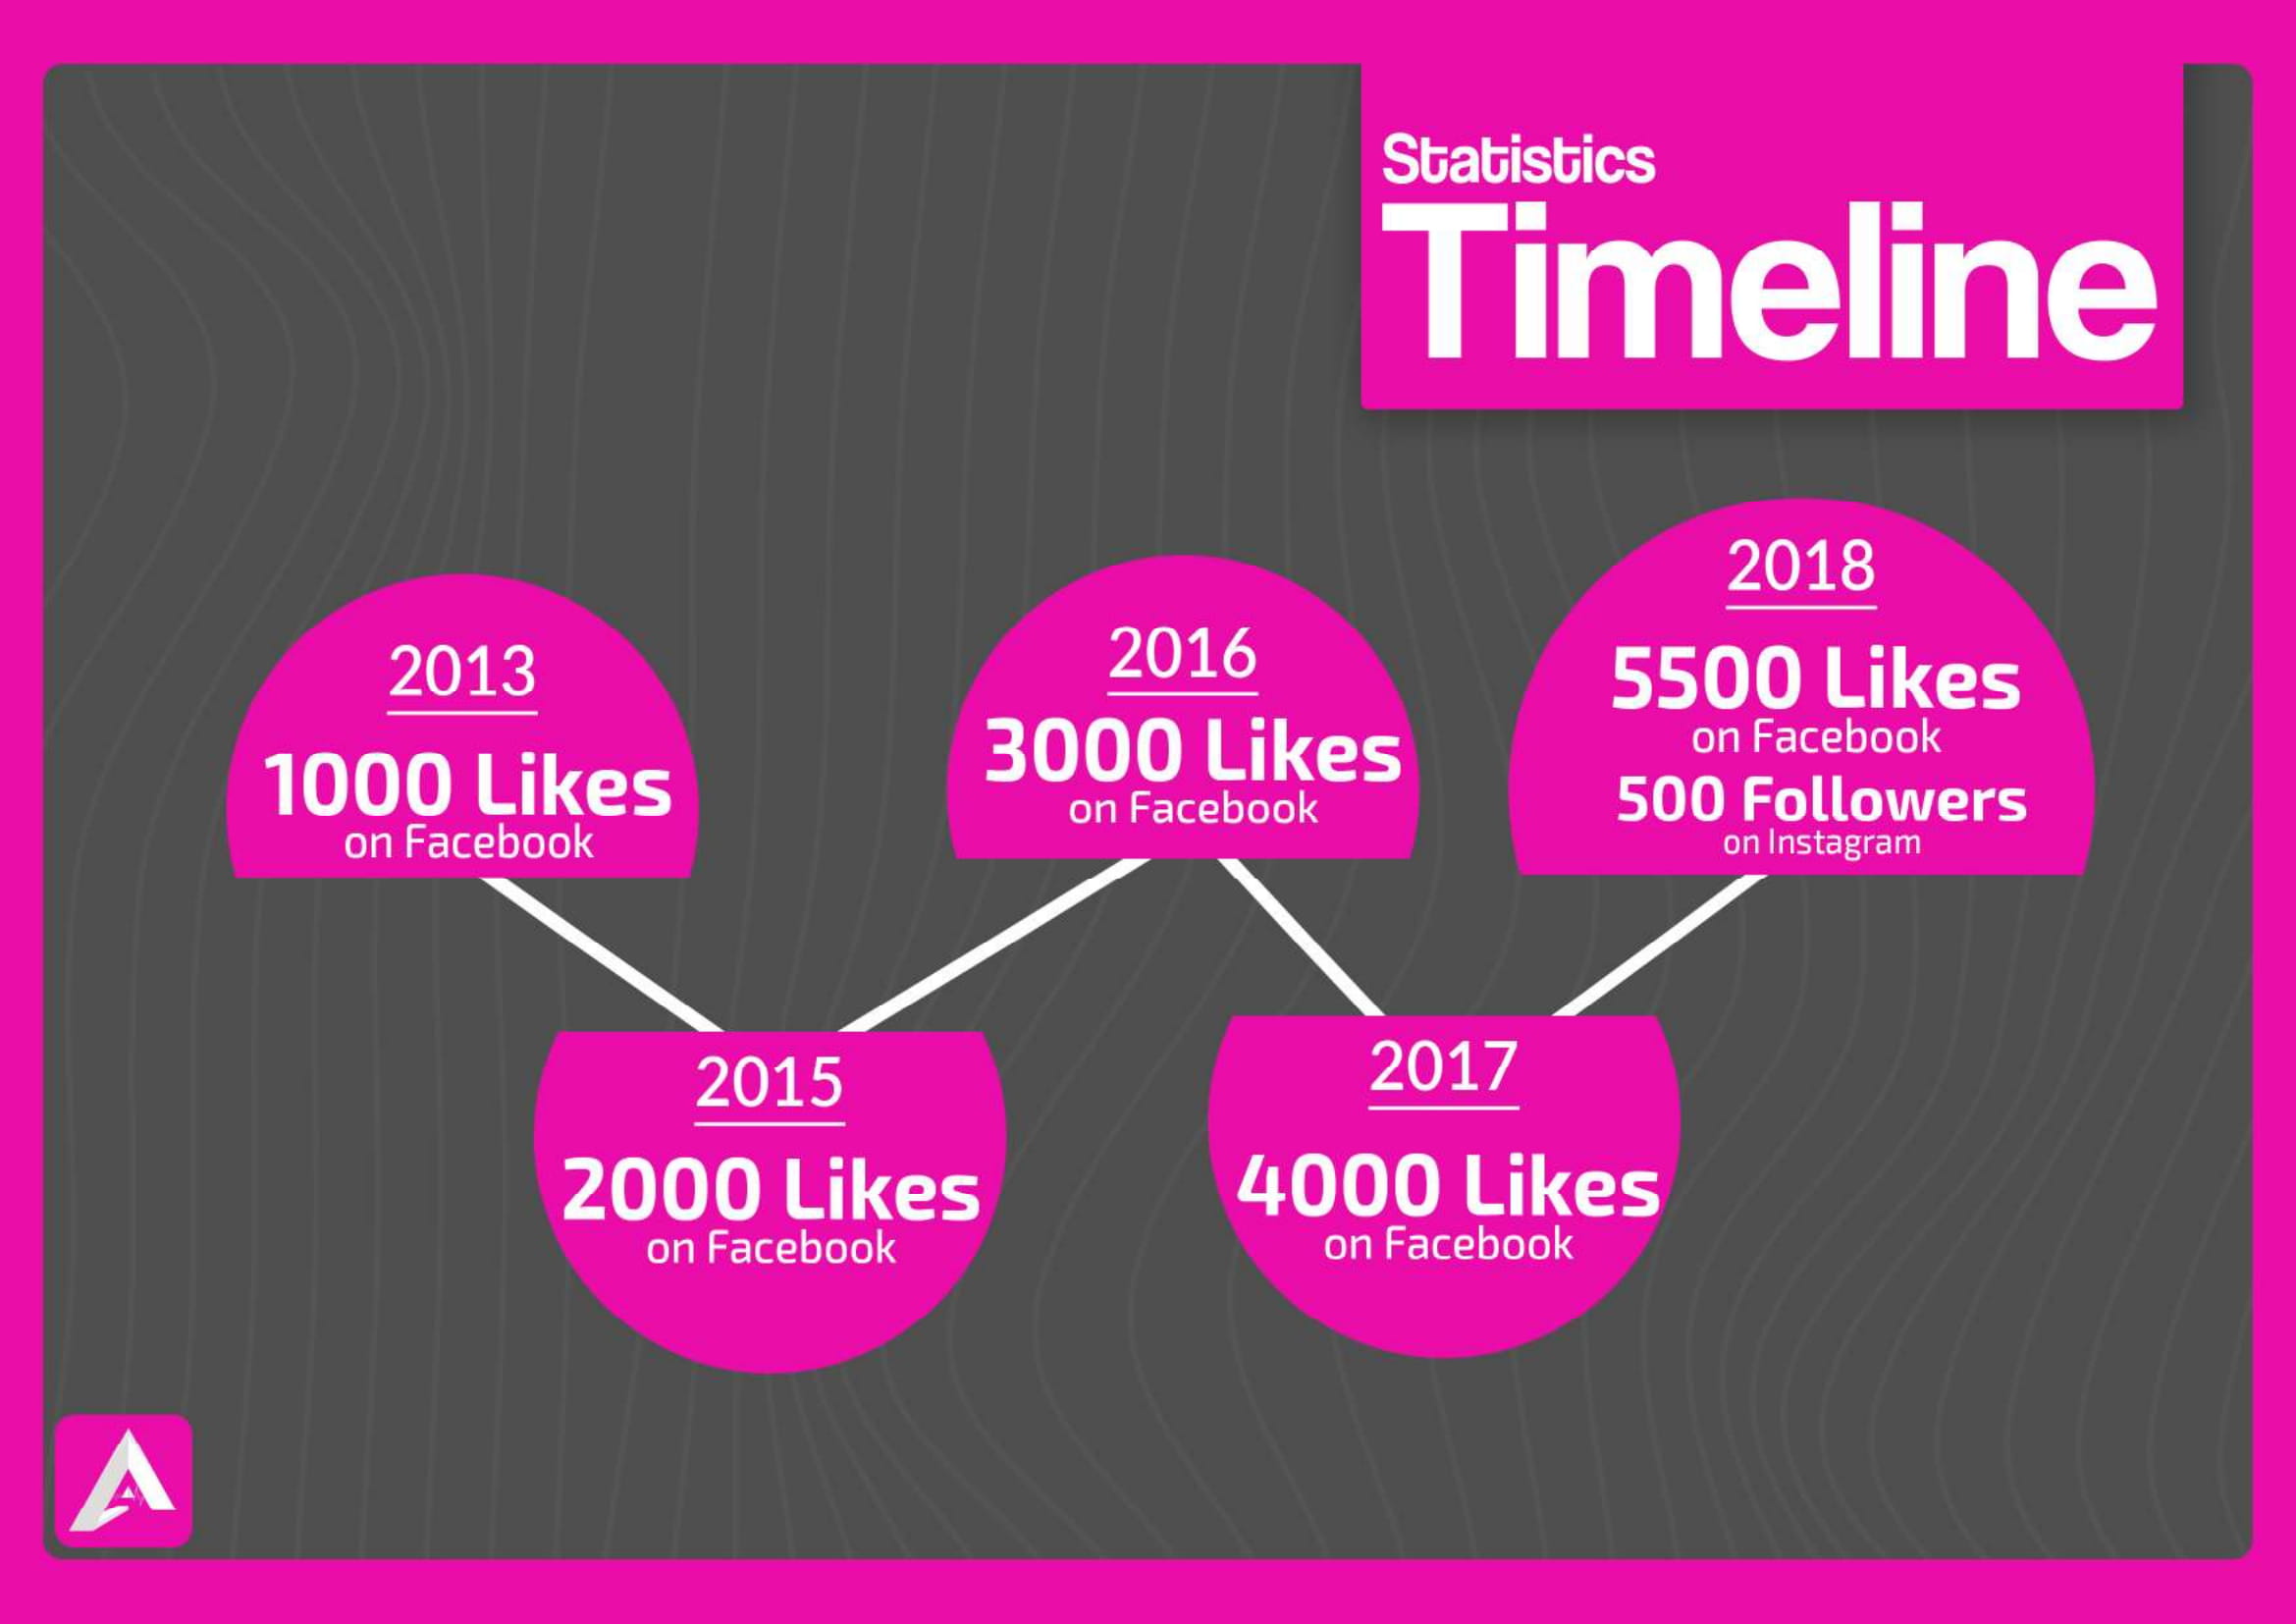 Statistics
Timeline
2013
1000 Likes
on Facebook
2015
2000 Likes
on Facebook
2016
3000 Likes
on Facebook
2017
4000 Likes
on Facebook
2018
5500 Likes
on Facebook
500 Followers
on Instagram